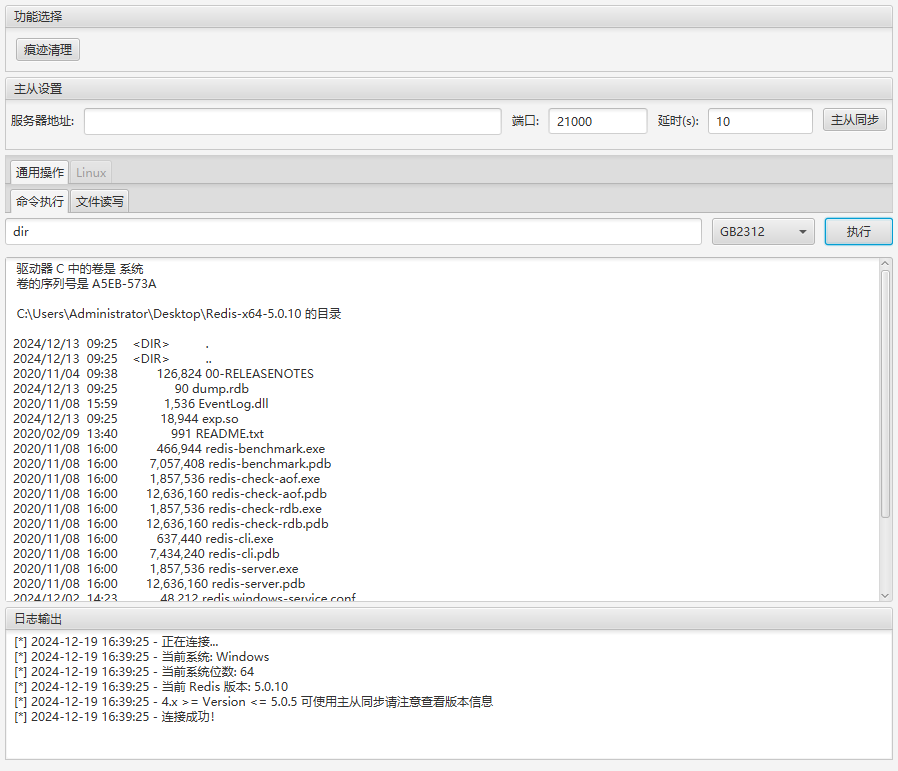 功能选择
痕迹清理
主从设置
服务器地址: 端口: 21000 延时(s): 10 主从同步
通用操作 Linux
命令执行 文件读写
dir GB2312 执行
驱动器 C 中的卷是 系统
卷的序列号是 A5EB-573A
C:\Users\Administrator\Desktop\Redis-x64-5.0.10 的目录
2024/12/13 09:25 <DIR> .
2024/12/13 09:25 <DIR> ..
2020/11/04 09:38 126,824 00-RELEASENOTES
2024/12/13 09:25 90 dump.rdb
2020/11/08 15:59 1,536 EventLog.dll
2024/12/13 09:25 18,944 exp.so
2020/02/09 13:40 991 README.txt
2020/11/08 16:00 466,944 redis-benchmark.exe
2020/11/08 16:00 7,057,408 redis-benchmark.pdb
2020/11/08 16:00 1,857,536 redis-check-aof.exe
2020/11/08 16:00 12,636,160 redis-check-aof.pdb
2020/11/08 16:00 1,857,536 redis-check-rdb.exe
2020/11/08 16:00 12,636,160 redis-check-rdb.pdb
2020/11/08 16:00 637,440 redis-cli.exe
2020/11/08 16:00 7,434,240 redis-cli.pdb
2020/11/08 16:00 1,857,536 redis-server.exe
2020/11/08 16:00 12,636,160 redis-server.pdb
2024/12/02 14:23 48,212 redis.windows-service.conf
日志输出
[*] 2024-12-19 16:39:25 - 正在连接...
[*] 2024-12-19 16:39:25 - 当前系统: Windows
[*] 2024-12-19 16:39:25 - 当前系统位数: 64
[*] 2024-12-19 16:39:25 - 当前 Redis 版本: 5.0.10
[*] 2024-12-19 16:39:25 - 4.x >= Version <= 5.0.5 可使用主从同步请注意查看版本信息
[*] 2024-12-19 16:39:25 - 连接成功!